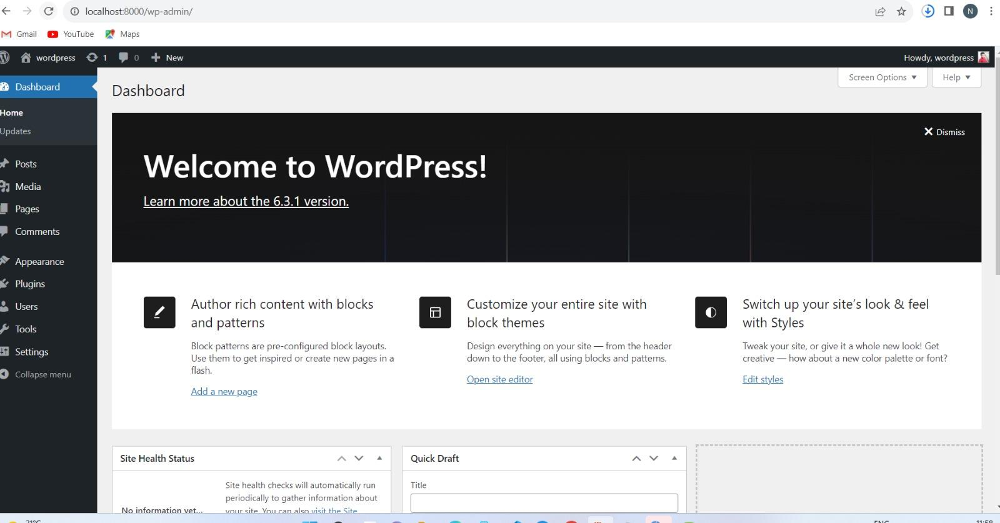 localhost:8000/wp-admin/
N
Gmail YouTube Maps
wordpress 1 0 New Howdy, wordpress
Screen Options Help
Dashboard
Home
Updates
Posts
Media
Pages
Comments
Appearance
Plugins
Users
Tools
Settings
Collapse menu
Dashboard
Dismiss
Welcome to WordPress!
Learn more about the 6.3.1 version.
Author rich content with blocks
and patterns
Block patterns are pre-configured block layouts.
Use them to get inspired or create new pages in a
flash.
Add a new page
Customize your entire site with
block themes
Design everything on your site — from the header
down to the footer, all using blocks and patterns.
Open site editor
Switch up your site’s look & feel
with Styles
Tweak your site, or give it a whole new look! Get
creative — how about a new color palette or font?
Edit styles
Site Health Status
No information yet...
Site health checks will automatically run
periodically to gather information about
your site. You can also visit the Site
Quick Draft
Title